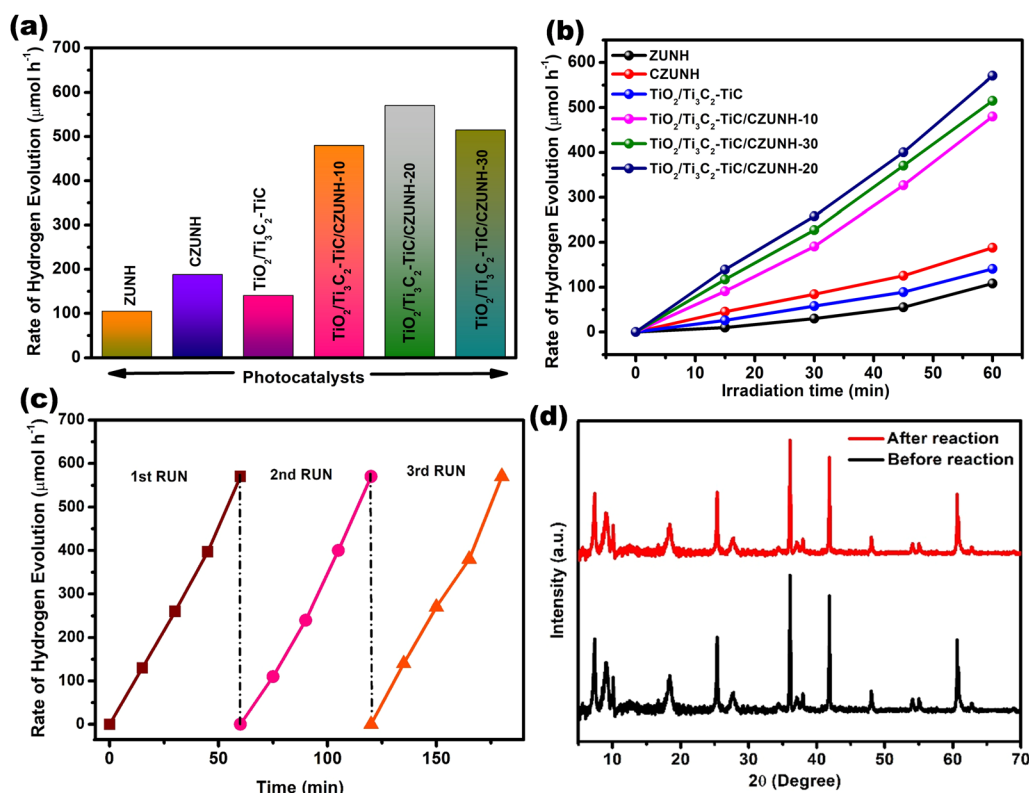 (a)
Rate of Hydrogen Evolution (μmol h⁻¹)
700
600
500
400
300
200
100
0
ZUNH
CZUNH
TiO₂/Ti₃C₂-TiC
TiO₂/Ti₃C₂-TiC/CZUNH-10
TiO₂/Ti₃C₂-TiC/CZUNH-20
TiO₂/Ti₃C₂-TiC/CZUNH-30
Photocatalysts
(b)
Rate of Hydrogen Evolution (μmol h⁻¹)
600
500
400
300
200
100
0
ZUNH
CZUNH
TiO₂/Ti₃C₂-TiC
TiO₂/Ti₃C₂-TiC/CZUNH-10
TiO₂/Ti₃C₂-TiC/CZUNH-30
TiO₂/Ti₃C₂-TiC/CZUNH-20
0 10 20 30 40 50 60
Irradiation time (min)
(c)
Rate of Hydrogen Evolution (μmol h⁻¹)
700
600
500
400
300
200
100
0
1st RUN
2nd RUN
3rd RUN
0 50 100 150
Time (min)
(d)
Intensity (a.u.)
After reaction
Before reaction
10 20 30 40 50 60 70
2θ (Degree)